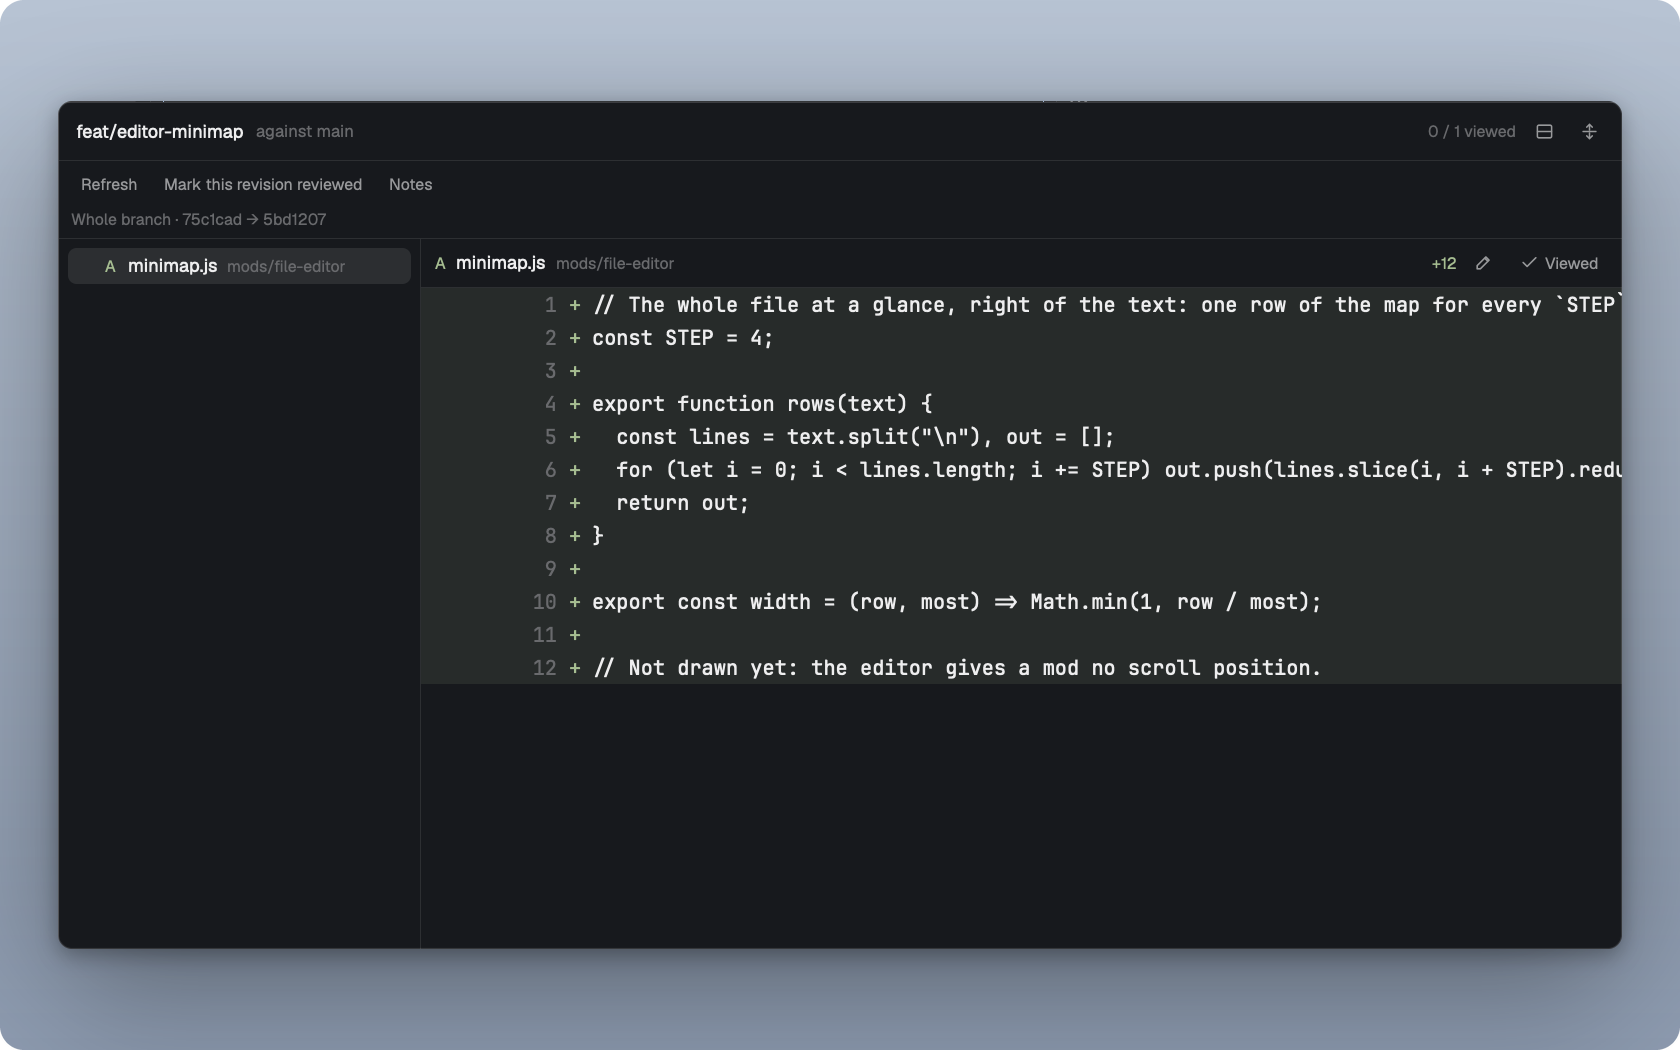 feat/editor-minimap against main
0 / 1 viewed
Refresh Mark this revision reviewed Notes
Whole branch · 75c1cad → 5bd1207
A minimap.js mods/file-editor
A minimap.js mods/file-editor +12 Viewed
1 + // The whole file at a glance, right of the text: one row of the map for every `STEP`
2 + const STEP = 4;
3 +
4 + export function rows(text) {
5 +   const lines = text.split("\n"), out = [];
6 +   for (let i = 0; i < lines.length; i += STEP) out.push(lines.slice(i, i + STEP).redu
7 +   return out;
8 + }
9 +
10 + export const width = (row, most) => Math.min(1, row / most);
11 +
12 + // Not drawn yet: the editor gives a mod no scroll position.